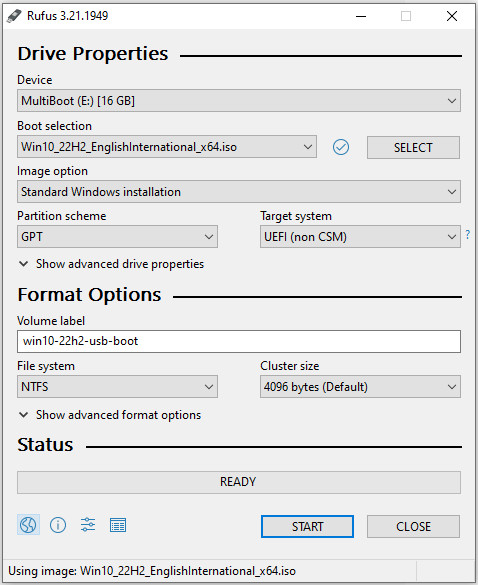 Rufus 3.21.1949
Drive Properties
Device
MultiBoot (E:) [16 GB]
Boot selection
Win10_22H2_EnglishInternational_x64.iso
SELECT
Image option
Standard Windows installation
Partition scheme
Target system
GPT
UEFI (non CSM)
?
Show advanced drive properties
Format Options
Volume label
win10-22h2-usb-boot
File system
Cluster size
NTFS
4096 bytes (Default)
Show advanced format options
Status
READY
START
CLOSE
Using image: Win10_22H2_EnglishInternational_x64.iso